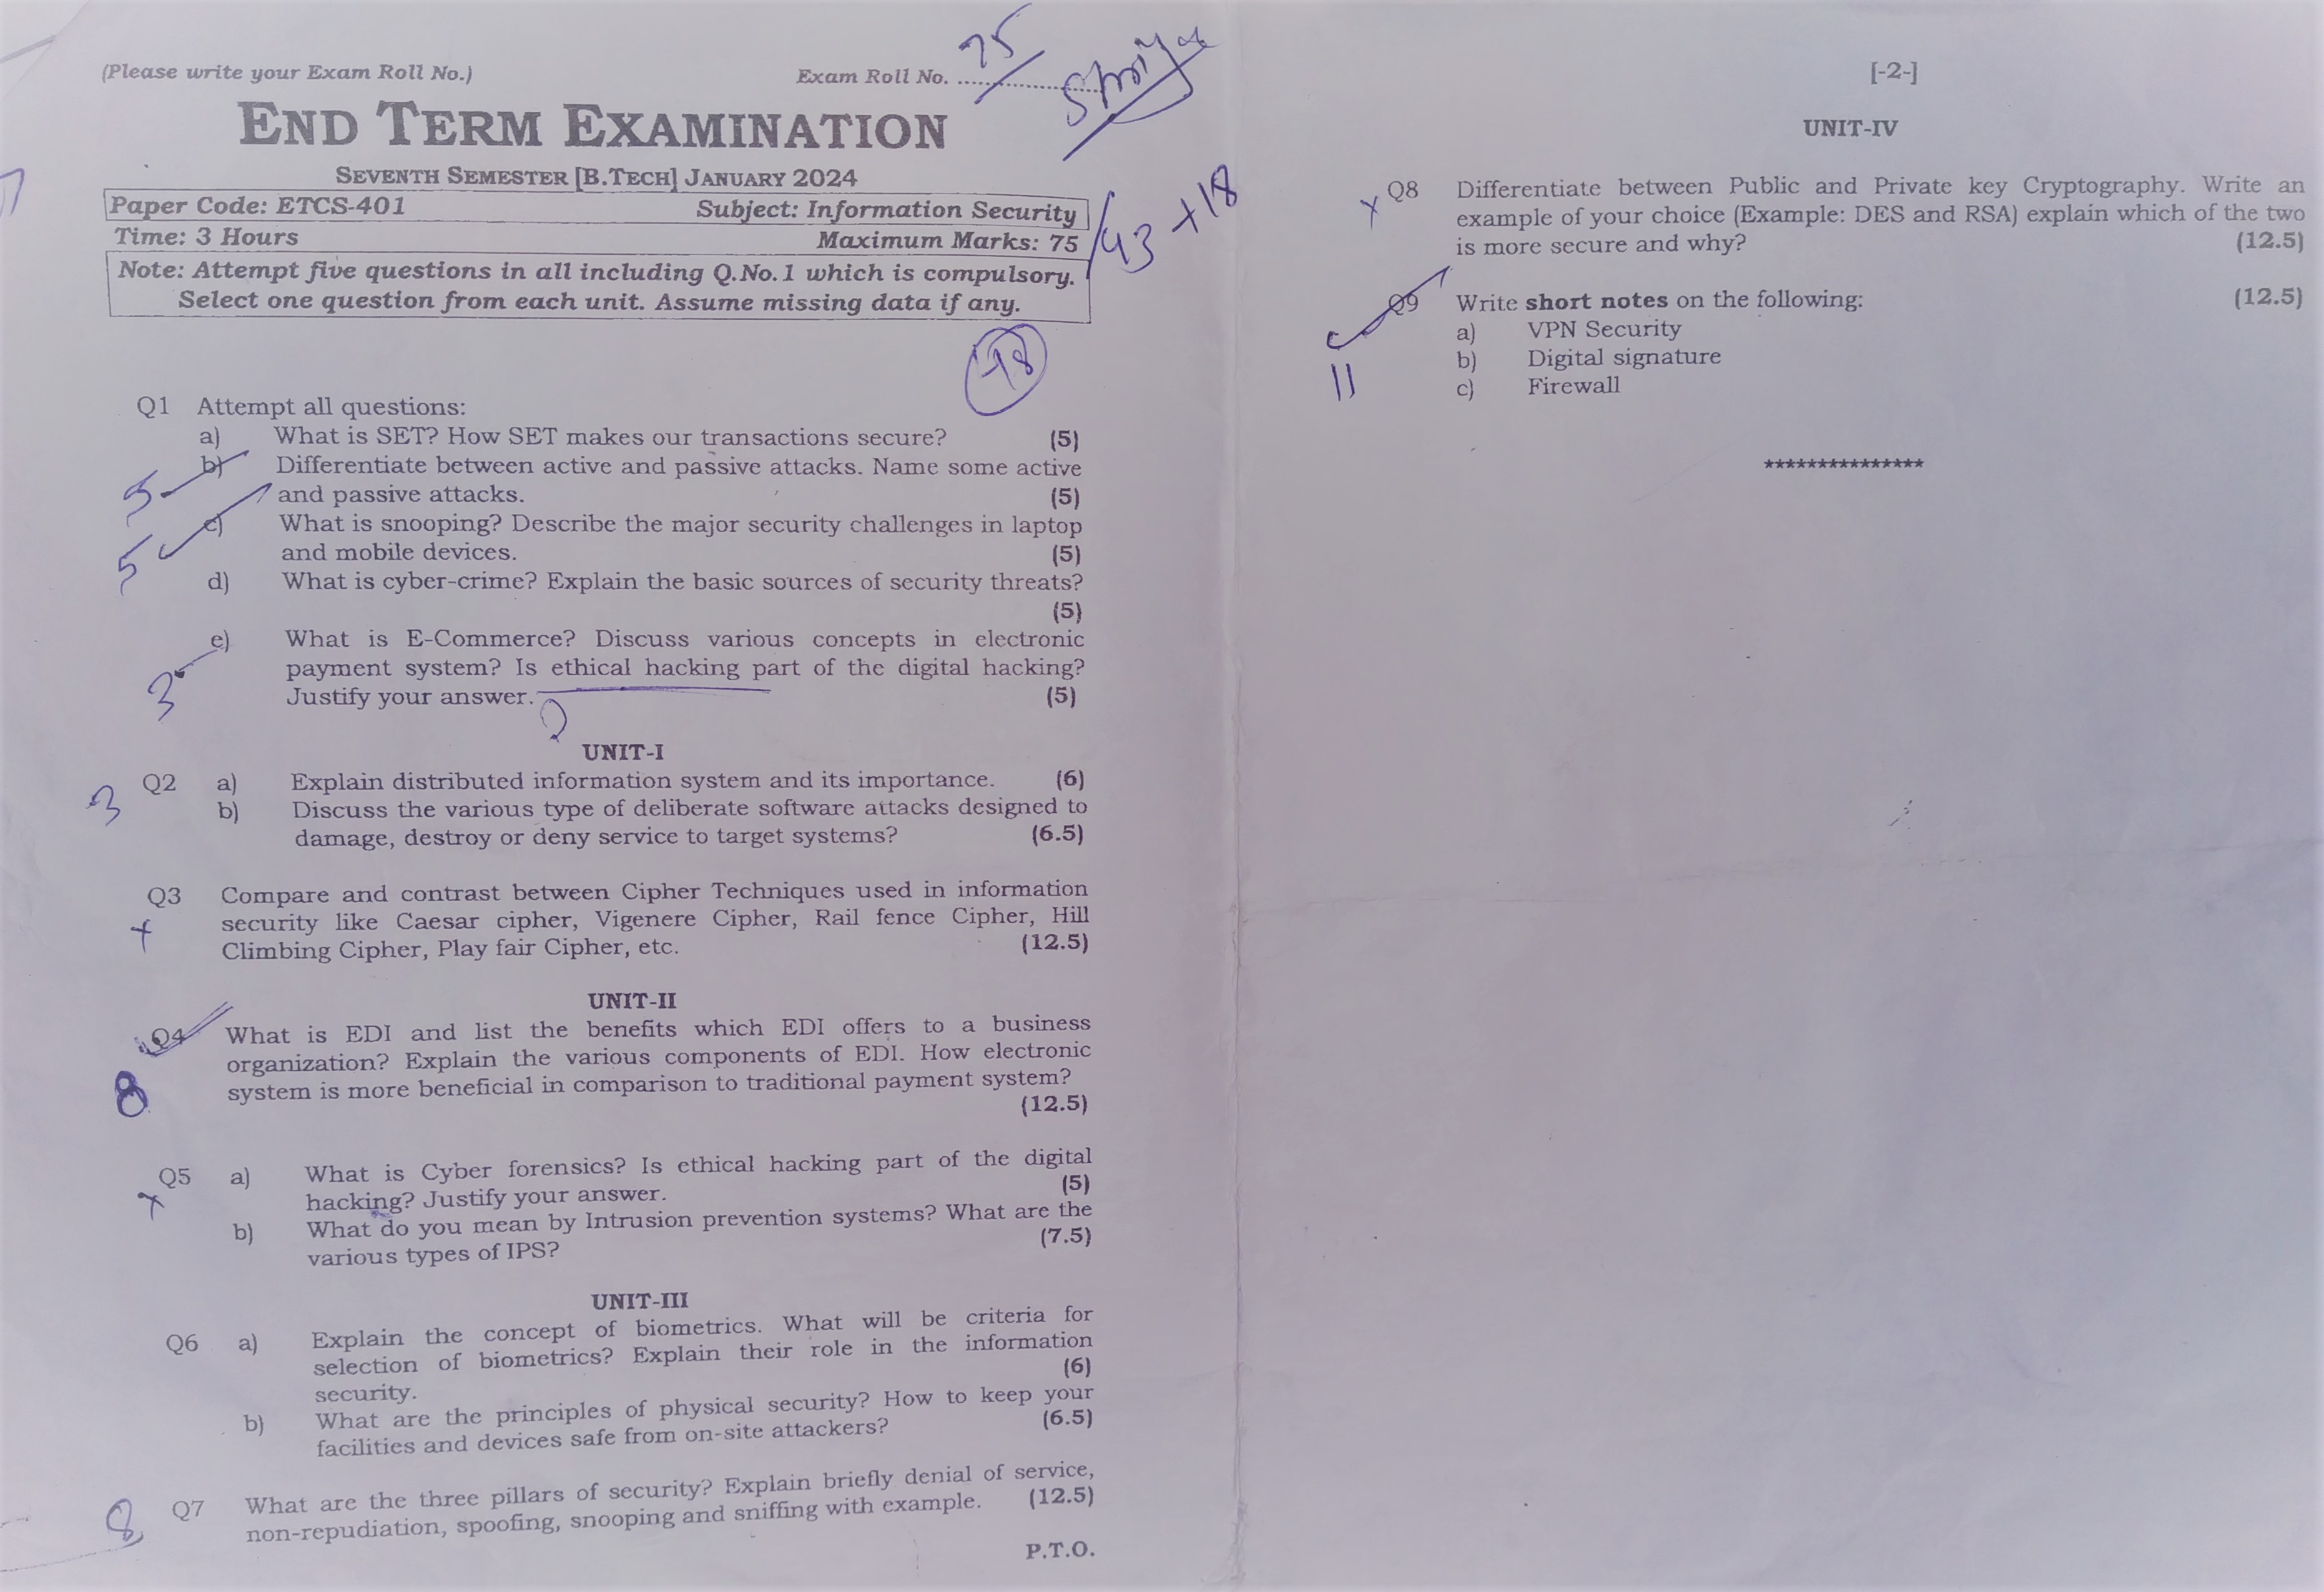 (Please write your Exam Roll No.) Exam Roll No. ..............................
75
END TERM EXAMINATION
SEVENTH SEMESTER [B.TECH] JANUARY 2024
Paper Code: ETCS-401 Subject: Information Security
Time: 3 Hours Maximum Marks: 75
43 + 18
Note: Attempt five questions in all including Q.No.1 which is compulsory.
Select one question from each unit. Assume missing data if any.
18
Q1 Attempt all questions:
a) What is SET? How SET makes our transactions secure? (5)
5 b) Differentiate between active and passive attacks. Name some active
and passive attacks. (5)
5 c) What is snooping? Describe the major security challenges in laptop
and mobile devices. (5)
d) What is cyber-crime? Explain the basic sources of security threats?
(5)
3 e) What is E-Commerce? Discuss various concepts in electronic
payment system? Is ethical hacking part of the digital hacking?
Justify your answer. (5)
UNIT-I
3 Q2 a) Explain distributed information system and its importance. (6)
b) Discuss the various type of deliberate software attacks designed to
damage, destroy or deny service to target systems? (6.5)
Q3 Compare and contrast between Cipher Techniques used in information
security like Caesar cipher, Vigenere Cipher, Rail fence Cipher, Hill
Climbing Cipher, Play fair Cipher, etc. (12.5)
UNIT-II
Q4 What is EDI and list the benefits which EDI offers to a business
organization? Explain the various components of EDI. How electronic
8 system is more beneficial in comparison to traditional payment system?
(12.5)
Q5 a) What is Cyber forensics? Is ethical hacking part of the digital
hacking? Justify your answer. (5)
b) What do you mean by Intrusion prevention systems? What are the
various types of IPS? (7.5)
UNIT-III
Q6 a) Explain the concept of biometrics. What will be criteria for
selection of biometrics? Explain their role in the information
security. (6)
b) What are the principles of physical security? How to keep your
facilities and devices safe from on-site attackers? (6.5)
8 Q7 What are the three pillars of security? Explain briefly denial of service,
non-repudiation, spoofing, snooping and sniffing with example. (12.5)
P.T.O.
[-2-]
UNIT-IV
x Q8 Differentiate between Public and Private key Cryptography. Write an
example of your choice (Example: DES and RSA) explain which of the two
is more secure and why? (12.5)
Q9 Write short notes on the following: (12.5)
a) VPN Security
b) Digital signature
11 c) Firewall
***************